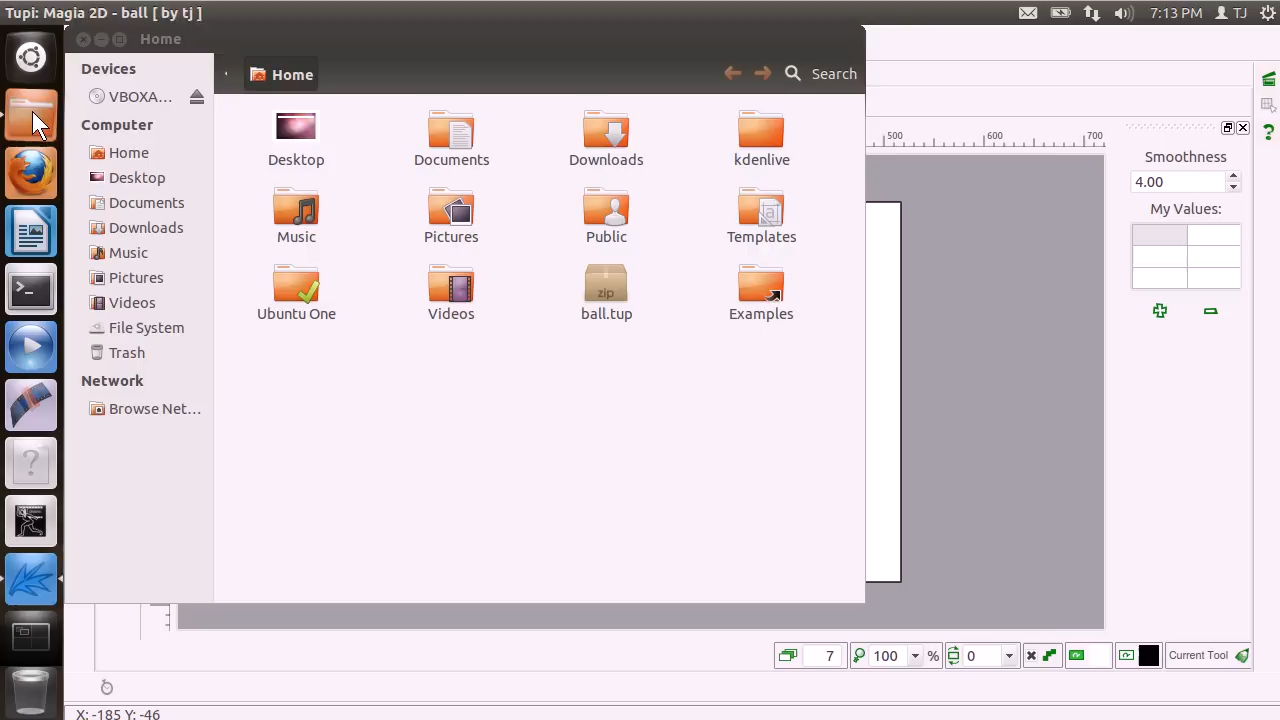 Tupi: Magia 2D - ball [ by tj ]
7:13 PM
TJ
Home
Devices
VBOXA...
Computer
Home
Desktop
Documents
Downloads
Music
Pictures
Videos
File System
Trash
Network
Browse Net...
Home
Search
Desktop
Documents
Downloads
kdenlive
Music
Pictures
Public
Templates
Ubuntu One
Videos
zip
ball.tup
Examples
500
600
700
Smoothness
4.00
My Values:
7
100
%
0
Current Tool
X: -185 Y: -46